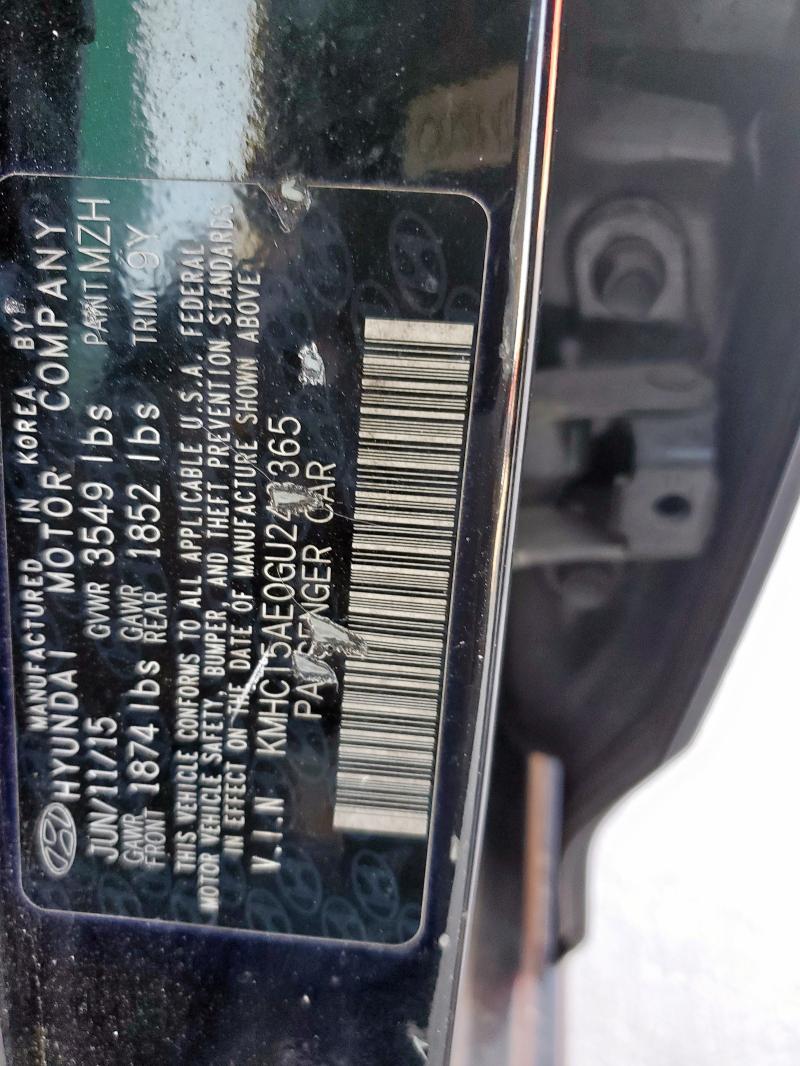 MANUFACTURED IN KOREA BY
HYUNDAI MOTOR COMPANY
JUN/11/15 GVWR 3549 lbs PAINT MZH
GAWR FRONT 1874 lbs GAWR REAR 1852 lbs TRIM 9Y
THIS VEHICLE CONFORMS TO ALL APPLICABLE U.S.A. FEDERAL
MOTOR VEHICLE SAFETY, BUMPER, AND THEFT PREVENTION STANDARDS
IN EFFECT ON THE DATE OF MANUFACTURE SHOWN ABOVE
V.I.N
PASSENGER CAR